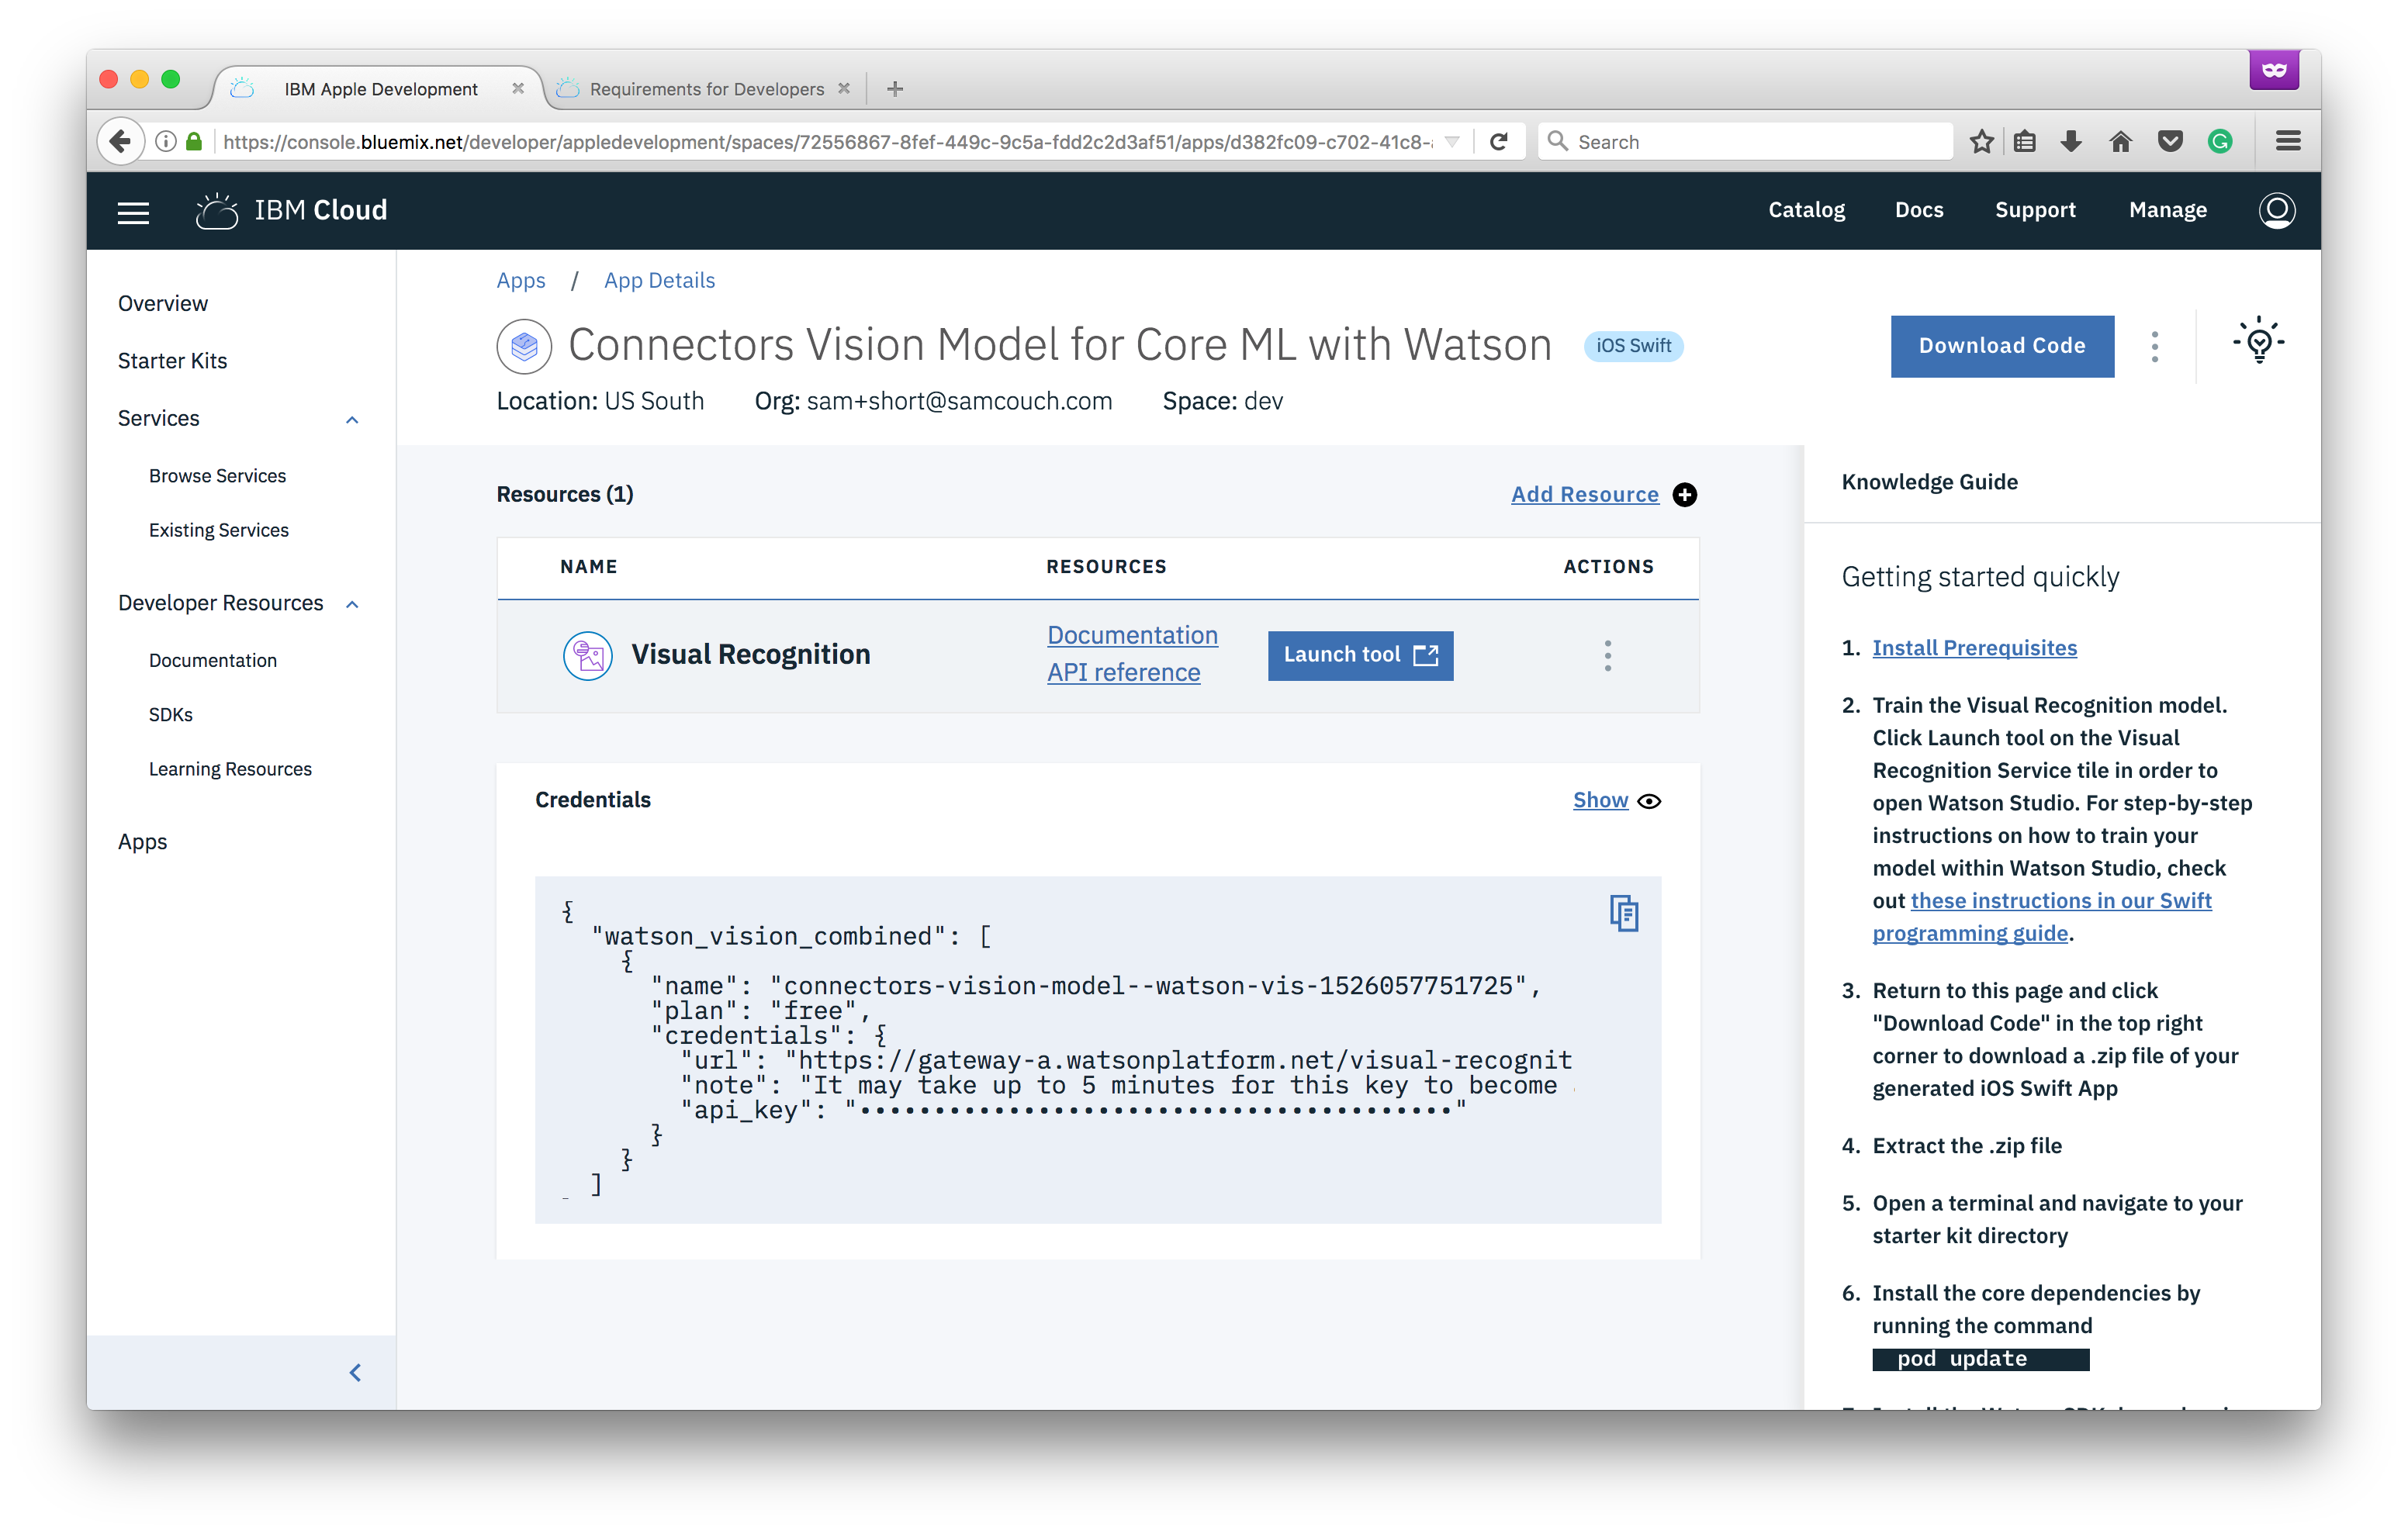 IBM Apple Development
Requirements for Developers
https://console.bluemix.net/developer/appledevelopment/spaces/72556867-8fef-449c-9c5a-fdd2c2d3af51/apps/d382fc09-c702-41c8-
Search
IBM Cloud
Catalog
Docs
Support
Manage
Overview
Starter Kits
Services
Browse Services
Existing Services
Developer Resources
Documentation
SDKs
Learning Resources
Apps
Apps / App Details
Connectors Vision Model for Core ML with Watson
iOS Swift
Download Code
Location: US South Org: sam+short@samcouch.com Space: dev
Resources (1)
Add Resource
NAME RESOURCES ACTIONS
Visual Recognition
Documentation
API reference
Launch tool
Credentials
Show
{
"watson_vision_combined": [
{
"name": "connectors-vision-model--watson-vis-1526057751725",
"plan": "free",
"credentials": {
"url": "https://gateway-a.watsonplatform.net/visual-recognit
"note": "It may take up to 5 minutes for this key to become
"api_key": "••••••••••••••••••••••••••••••••••••••••"
}
}
]
Knowledge Guide
Getting started quickly
1. Install Prerequisites
2. Train the Visual Recognition model.
Click Launch tool on the Visual
Recognition Service tile in order to
open Watson Studio. For step-by-step
instructions on how to train your
model within Watson Studio, check
out these instructions in our Swift
programming guide.
3. Return to this page and click
"Download Code" in the top right
corner to download a .zip file of your
generated iOS Swift App
4. Extract the .zip file
5. Open a terminal and navigate to your
starter kit directory
6. Install the core dependencies by
running the command
pod update